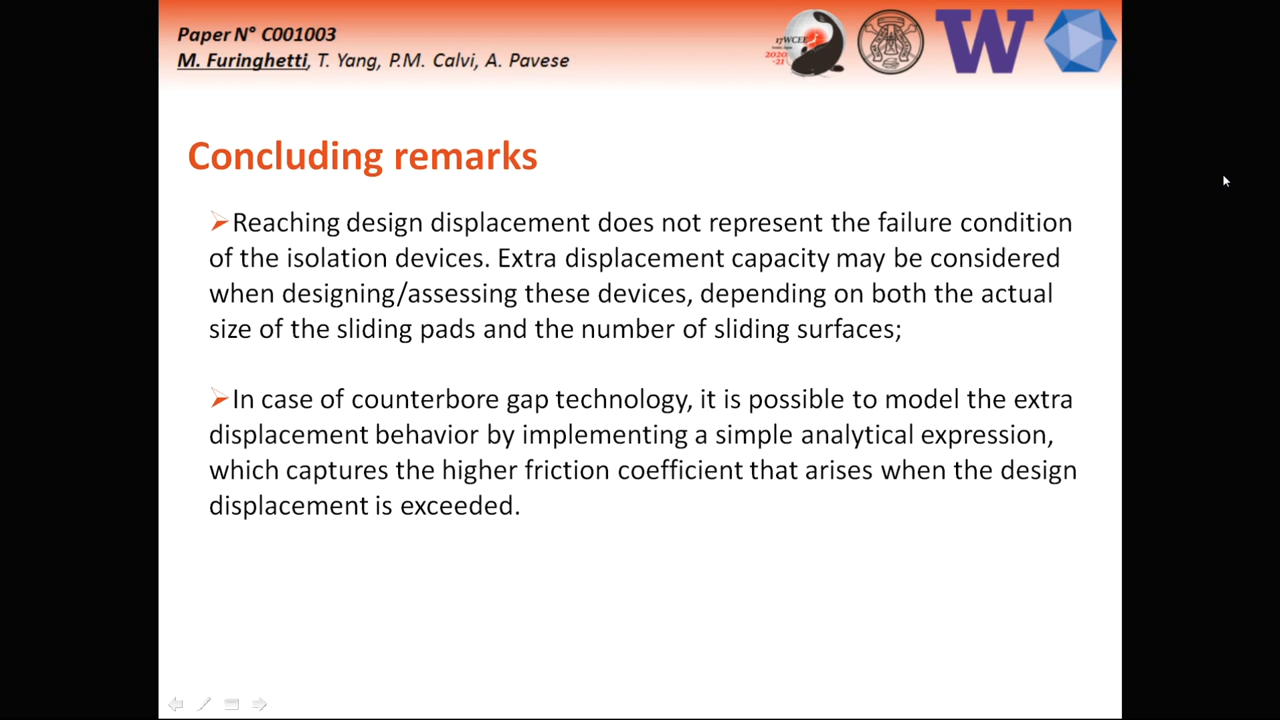 Paper N° C001003
M. Furinghetti, T. Yang, P.M. Calvi, A. Pavese
17WCEE
2020
-21
W
Concluding remarks
Reaching design displacement does not represent the failure condition
of the isolation devices. Extra displacement capacity may be considered
when designing/assessing these devices, depending on both the actual
size of the sliding pads and the number of sliding surfaces;
In case of counterbore gap technology, it is possible to model the extra
displacement behavior by implementing a simple analytical expression,
which captures the higher friction coefficient that arises when the design
displacement is exceeded.